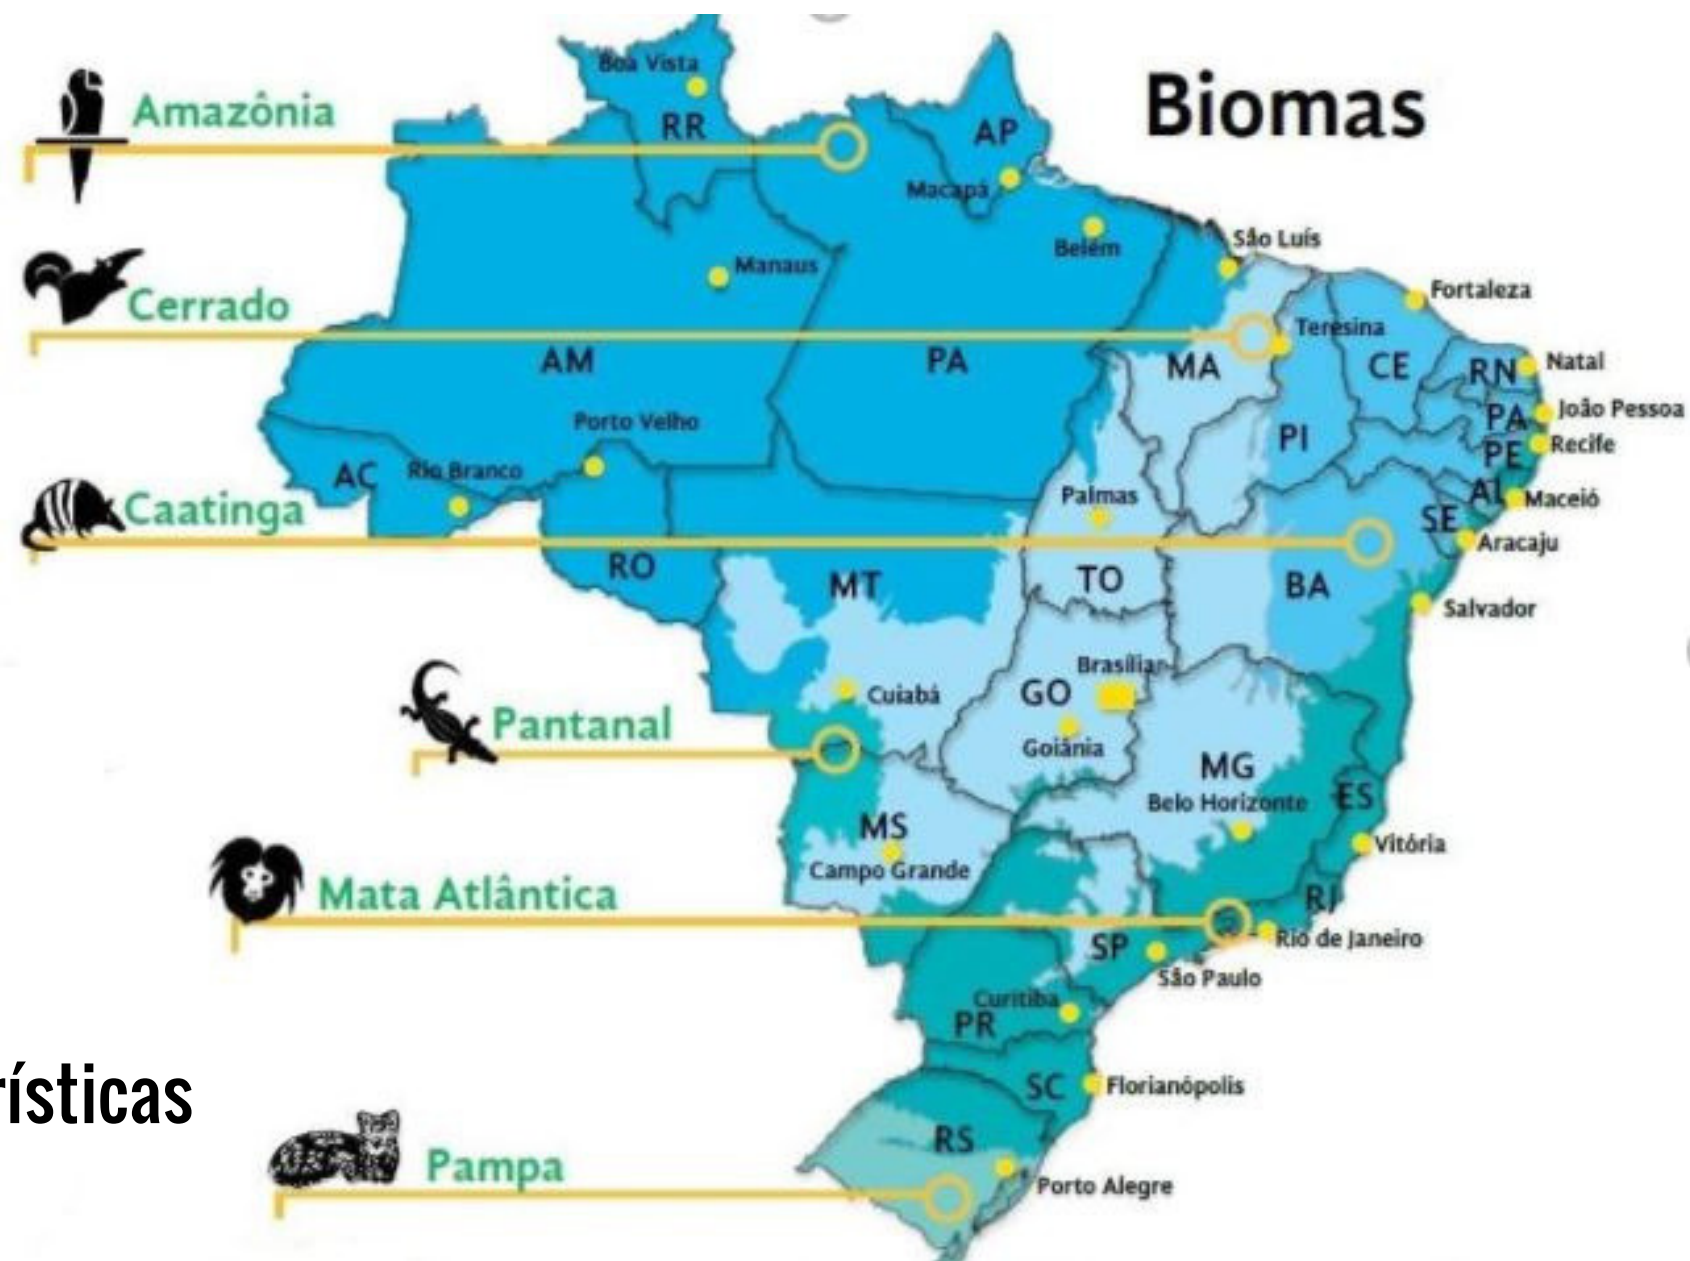 Biomas
Amazônia
Cerrado
Caatinga
Pantanal
Mata Atlântica
Pampa
rísticas
Boa Vista
RR
AP
Macapá
Belém
São Luís
Manaus
Fortaleza
Teresina
AM
PA
MA
CE
RN
Natal
PA
João Pessoa
PI
PE
Recife
Porto Velho
AC
Rio Branco
Palmas
AL
Maceió
SE
Aracaju
RO
MT
TO
BA
Salvador
Brasíliar
GO
Cuiabá
Goiânia
MG
Belo Horizonte
ES
MS
Campo Grande
Vitória
RJ
Rio de Janeiro
SP
São Paulo
Curitiba
PR
SC
Florianópolis
RS
Porto Alegre